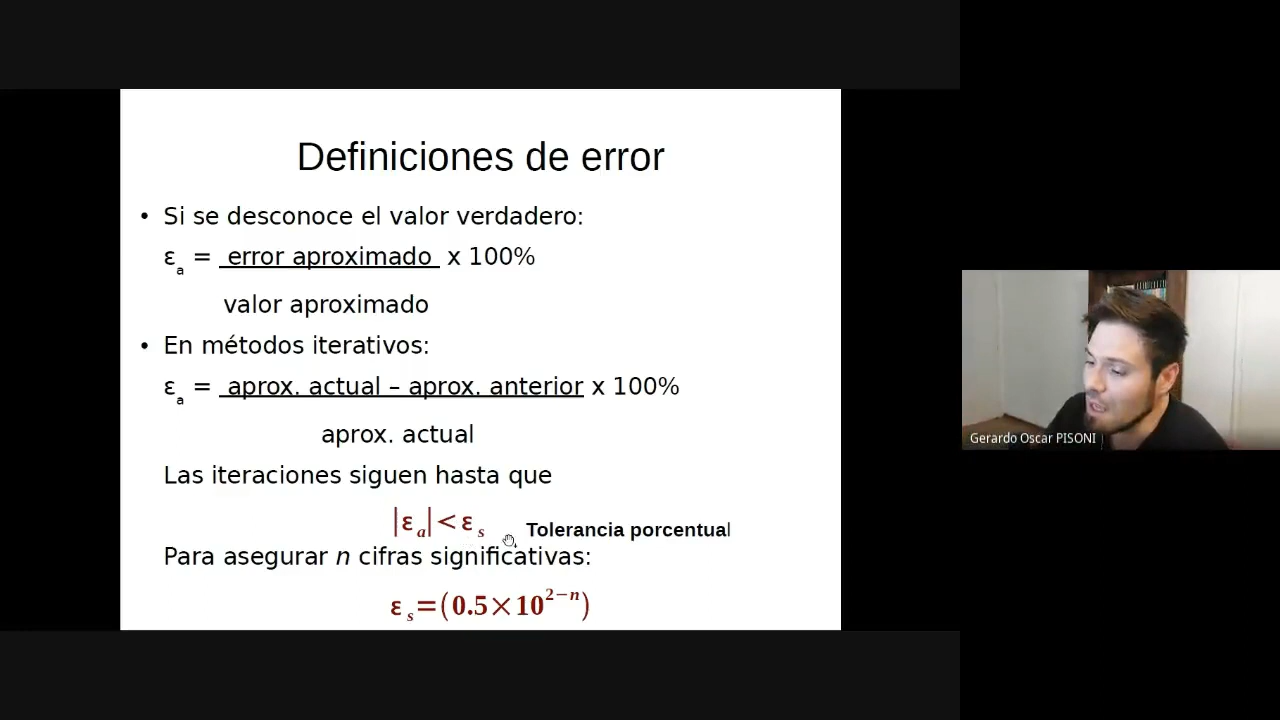 Definiciones de error
• Si se desconoce el valor verdadero:
εa = error aproximado x 100%
valor aproximado
• En métodos iterativos:
εa = aprox. actual – aprox. anterior x 100%
aprox. actual
Las iteraciones siguen hasta que
|εa| < εs Tolerancia porcentual
Para asegurar n cifras significativas:
εs=(0.5×10^2−n)
Gerardo Oscar PISONI